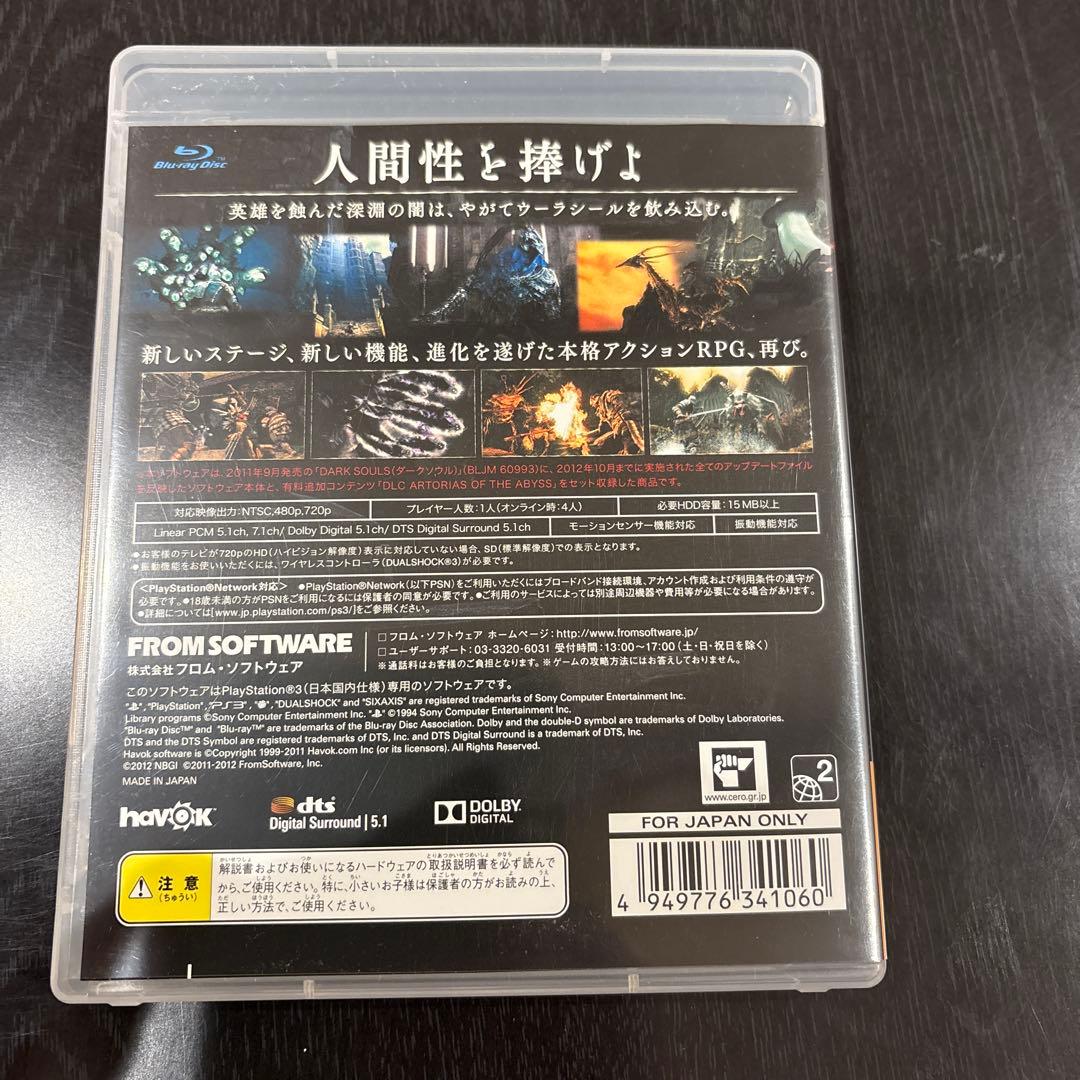 Blu-ray Disc™
人間性を捧げよ
英雄を蝕んだ深淵の闇は、やがてウーラシールを飲み込む。
新しいステージ、新しい機能、進化を遂げた本格アクションRPG、再び。
本ソフトウェアは、2011年9月発売の「DARK SOULS(ダークソウル)」(BLJM 60993)に、2012年10月までに実施された全てのアップデートファイル
を反映したソフトウェア本体と、有料追加コンテンツ「DLC ARTORIAS OF THE ABYSS」をセット収録した商品です。
対応映像出力:NTSC,480p,720p プレイヤー人数:1人(オンライン時:4人) 必要HDD容量:15MB以上
Linear PCM 5.1ch, 7.1ch/ Dolby Digital 5.1ch/ DTS Digital Surround 5.1ch モーションセンサー機能対応 振動機能対応
●お客様のテレビが720pのHD(ハイビジョン解像度)表示に対応していない場合、SD(標準解像度)での表示となります。
●振動機能をお使いいただくには、ワイヤレスコントローラ(DUALSHOCK®3)が必要です。
<PlayStation®Network対応> ●PlayStation®Network(以下PSN)をご利用いただくにはブロードバンド接続環境、アカウント作成および利用条件の遵守が
必要です。●18歳未満の方がPSNをご利用になるには保護者の同意が必要です。●ご利用のサービスによっては別途周辺機器や費用等が必要になる場合があります。
●詳細については[www.jp.playstation.com/ps3/]をご参照ください。
FROM SOFTWARE
株式会社フロム・ソフトウェア
□フロム・ソフトウェア ホームページ:http://www.fromsoftware.jp/
□ユーザーサポート:03-3320-6031 受付時間:13:00〜17:00(土・日・祝日を除く)
※通話料はお客様のご負担となります。※ゲームの攻略方法にはお答えしておりません。
このソフトウェアはPlayStation®3(日本国内仕様)専用のソフトウェアです。
" ", "PlayStation", "PS3", " ", "DUALSHOCK" and "SIXAXIS" are registered trademarks of Sony Computer Entertainment Inc.
Library programs ©Sony Computer Entertainment Inc. " " ©1994 Sony Computer Entertainment Inc.
"Blu-ray Disc™" and "Blu-ray™" are trademarks of the Blu-ray Disc Association. Dolby and the double-D symbol are trademarks of Dolby Laboratories.
DTS and the DTS Symbol are registered trademarks of DTS, Inc. and DTS Digital Surround is a trademark of DTS, Inc.
Havok software is ©Copyright 1999-2011 Havok.com Inc (or its licensors). All Rights Reserved.
©2012 NBGI ©2011-2012 FromSoftware, Inc.
MADE IN JAPAN
www.cero.gr.jp
2
havok
dts
Digital Surround | 5.1
DOLBY
DIGITAL
FOR JAPAN ONLY
注意
(ちゅうい)
解説書およびお使いになるハードウェアの取扱説明書を必ず読んで
から、ご使用ください。特に、小さいお子様は保護者の方がお読みの上、
正しい方法で、ご使用ください。
4 949776 341060